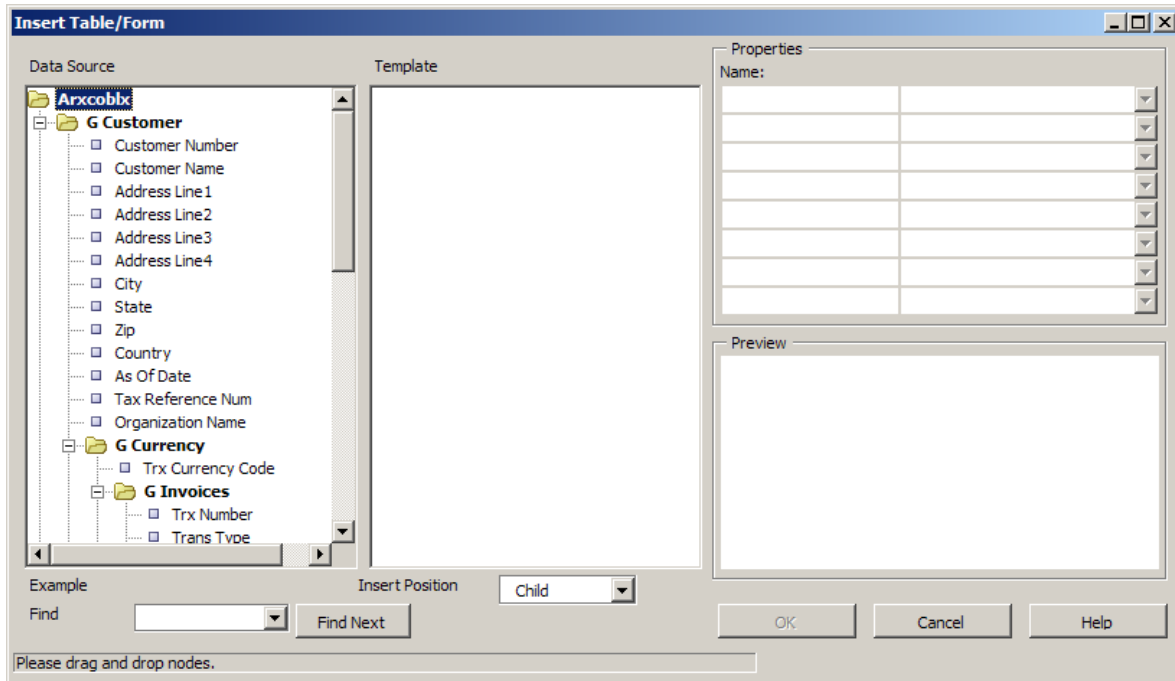 Insert Table/Form
Data Source
Template
Properties
Name:
Arxcoblx
G Customer
Customer Number
Customer Name
Address Line1
Address Line2
Address Line3
Address Line4
City
State
Zip
Country
As Of Date
Tax Reference Num
Organization Name
G Currency
Trx Currency Code
G Invoices
Trx Number
Trans Type
Preview
Example
Insert Position
Child
Find
Find Next
OK
Cancel
Help
Please drag and drop nodes.